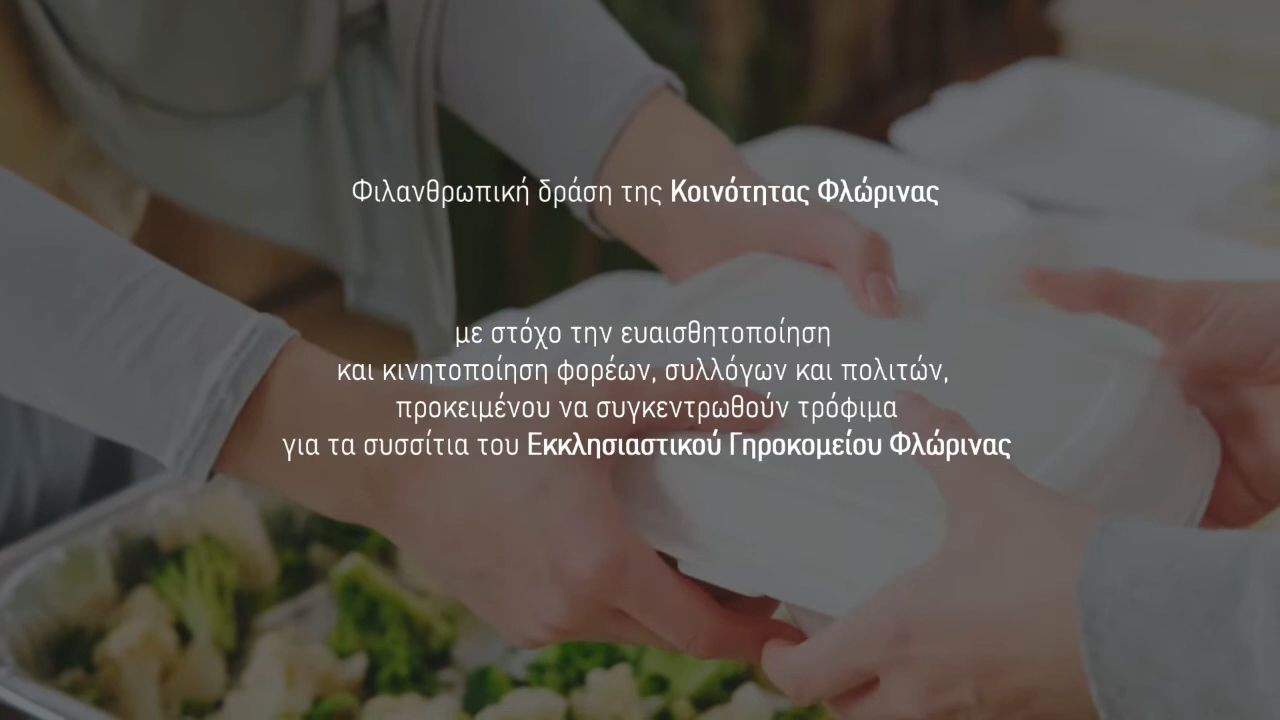 Φιλανθρωπική δράση της Κοινότητας Φλώρινας
με στόχο την ευαισθητοποίηση
και κινητοποίηση φορέων, συλλόγων και πολιτών,
προκειμένου να συγκεντρωθούν τρόφιμα
για τα συσσίτια του Εκκλησιαστικού Γηροκομείου Φλώρινας